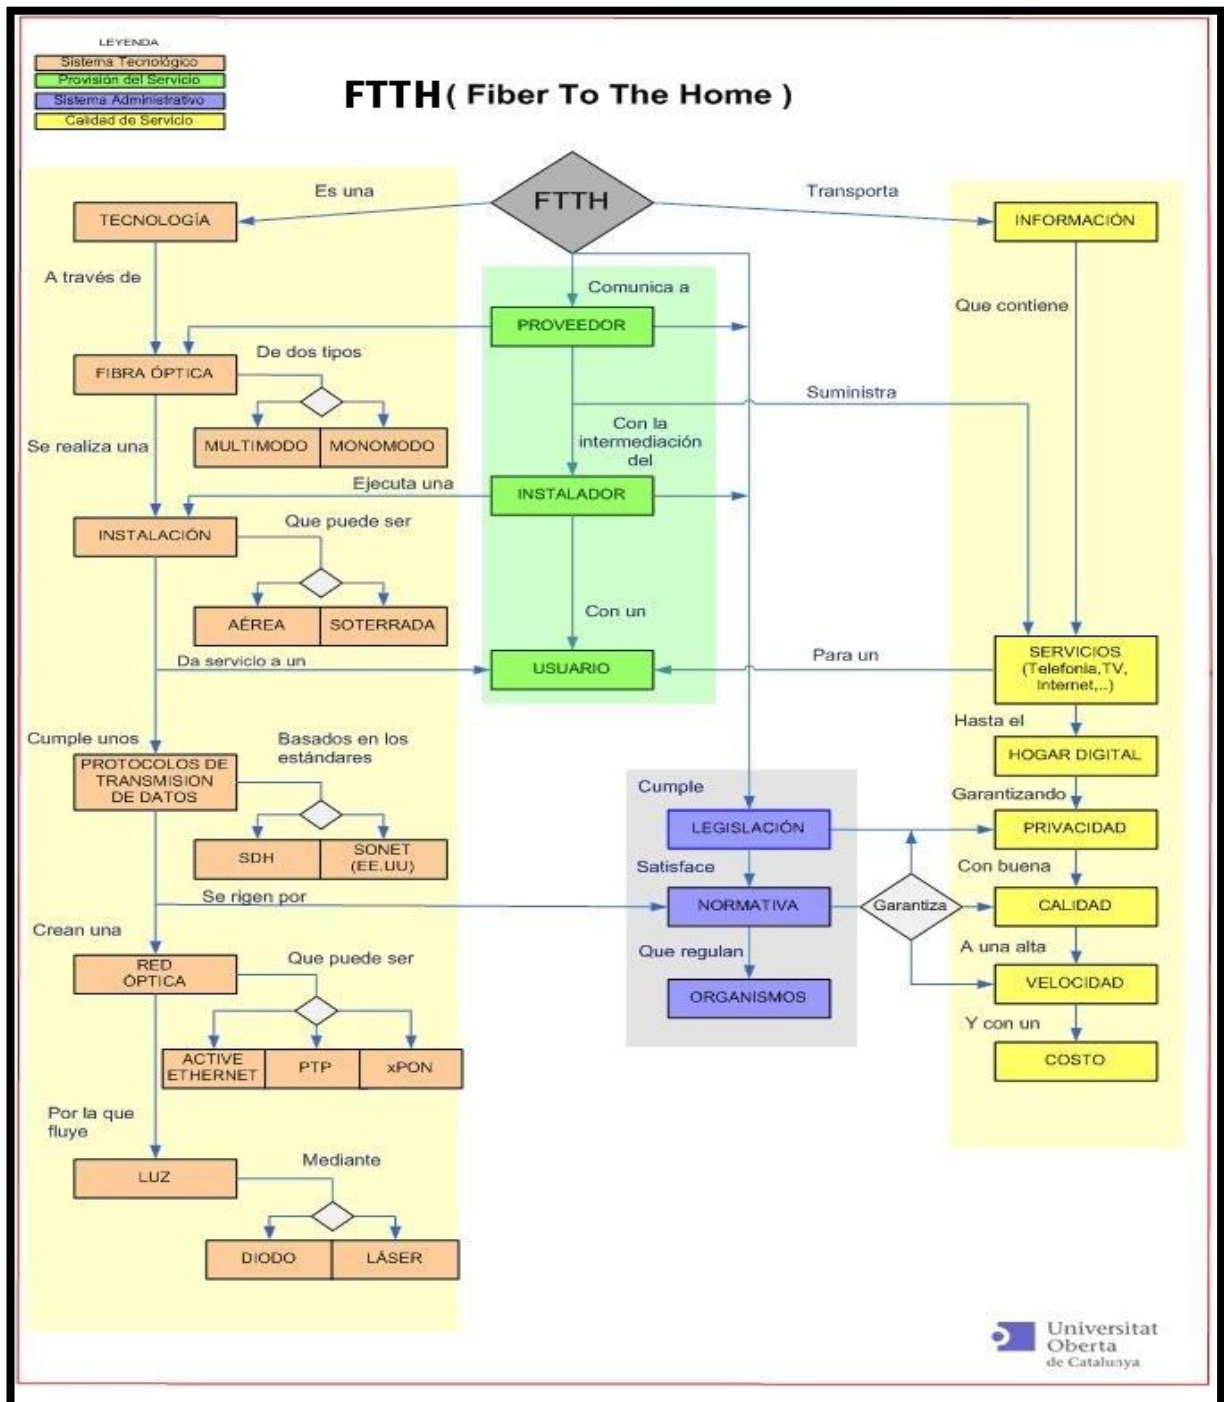 LEYENDA
Sistema Tecnológico
Provisión del Servicio
Sistema Administrativo
Calidad de Servicio
FTTH ( Fiber To The Home )
FTTH
Es una
Transporta
TECNOLOGÍA
INFORMACIÓN
A través de
Comunica a
Que contiene
PROVEEDOR
De dos tipos
FIBRA ÓPTICA
Suministra
MULTIMODO
MONOMODO
Con la
intermediación
del
Se realiza una
Ejecuta una
INSTALADOR
Que puede ser
INSTALACIÓN
AÉREA
SOTERRADA
Con un
Da servicio a un
USUARIO
Para un
SERVICIOS
(Telefonia,TV,
Internet,..)
Hasta el
HOGAR DIGITAL
Cumple unos
Basados en los
estándares
PROTOCOLOS DE
TRANSMISION
DE DATOS
SDH
SONET
(EE.UU)
Cumple
LEGISLACIÓN
Garantizando
PRIVACIDAD
Satisface
Con buena
Se rigen por
NORMATIVA
Garantiza
CALIDAD
Crean una
Que puede ser
Que regulan
A una alta
RED
ÓPTICA
ORGANISMOS
VELOCIDAD
Y con un
ACTIVE
ETHERNET
PTP
xPON
COSTO
Por la que
fluye
Mediante
LUZ
DIODO
LÁSER
Universitat
Oberta
de Catalunya